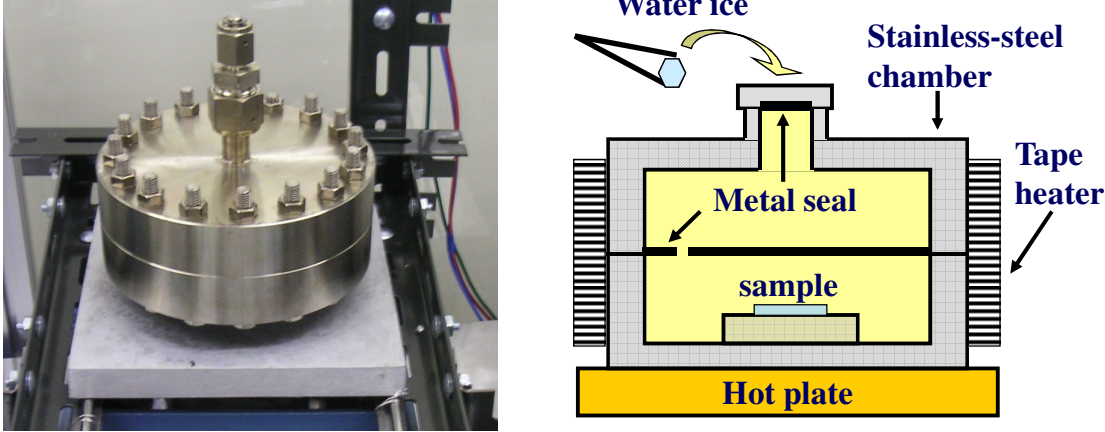 Water ice
Stainless-steel
chamber
Tape
heater
Metal seal
sample
Hot plate